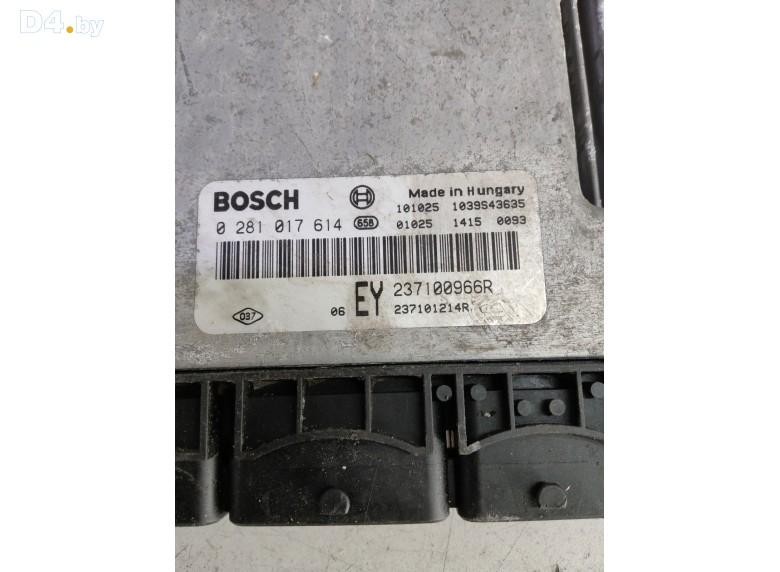 D4.by
BOSCH Made in Hungary
101025 1039S43635
0 281 017 614 658 01025 1415 0093
06 EY 237100966R
037 237101214R